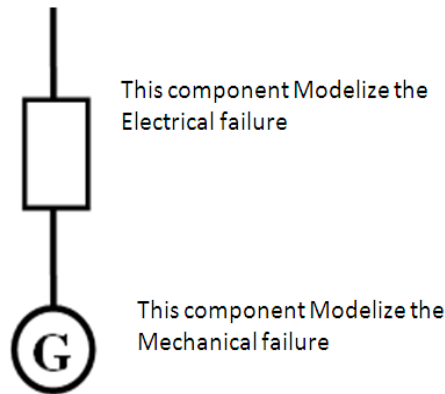 This component Modelize the
Electrical failure
This component Modelize the
Mechanical failure
G